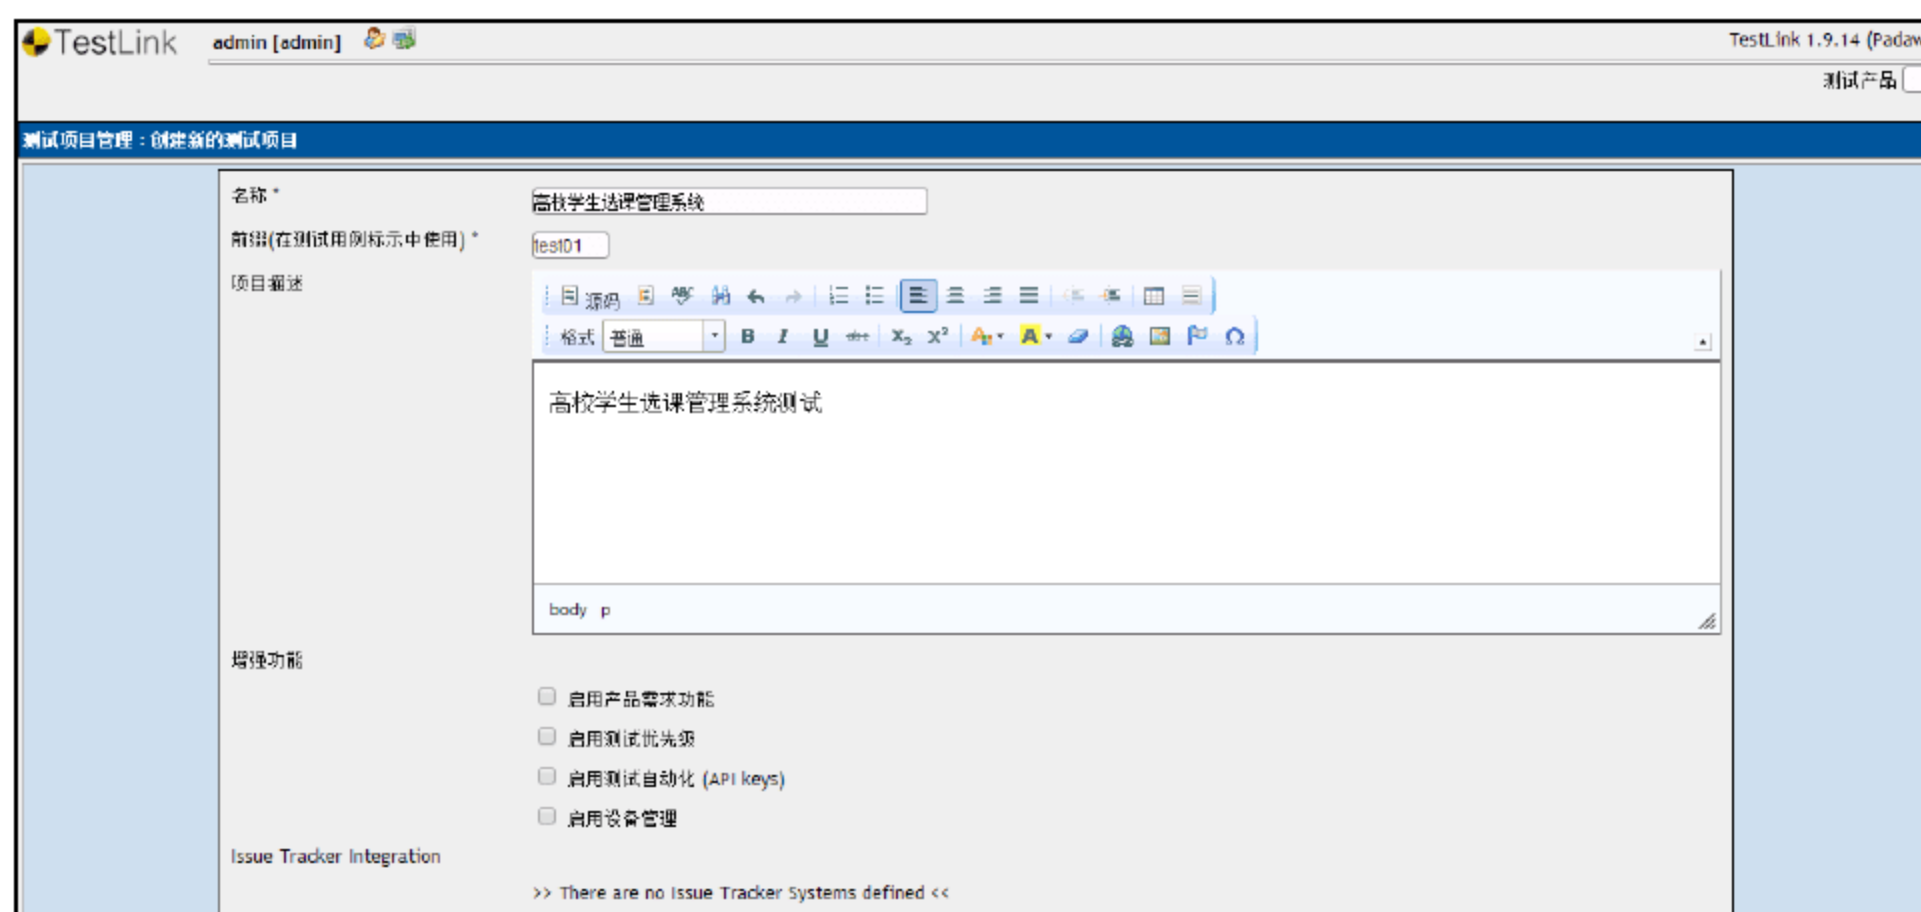 TestLink admin [admin]
TestLink 1.9.14 (Padaw
测试产品
测试项目管理：创建新的测试项目
名称 *
高校学生选课管理系统
前缀(在测试用例标示中使用) *
test01
项目描述
源码 ABC
格式 普通 B I U abc X₂ X² A A Ω
高校学生选课管理系统测试
body p
增强功能
启用产品需求功能
启用测试优先级
启用测试自动化 (API keys)
启用设备管理
Issue Tracker Integration
>> There are no Issue Tracker Systems defined <<